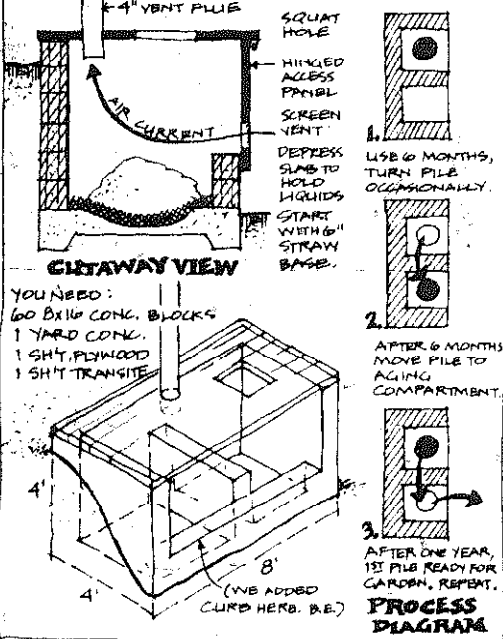 4" VENT FLUE
SQUAT
HOLE
HINGED
ACCESS
PANEL
AIR CURRENT
SCREEN
VENT
DEPRESS
SLAB TO
HOLD
LIQUIDS
START
WITH 6"
STRAW
BASE.
CUTAWAY VIEW
YOU NEED:
60 8X16 CONC. BLOCKS
1 YARD CONC.
1 SH'T. PLYWOOD
1 SH'T TRANSITE
4'
4'
8'
(WE ADDED
CURB HERE. B.E.)
1.
USE 6 MONTHS,
TURN PILE
OCCASIONALLY.
2.
AFTER 6 MONTHS
MOVE PILE TO
AGING
COMPARTMENT.
3.
AFTER ONE YEAR,
1ST PILE READY FOR
GARDEN. REPEAT.
PROCESS
DIAGRAM